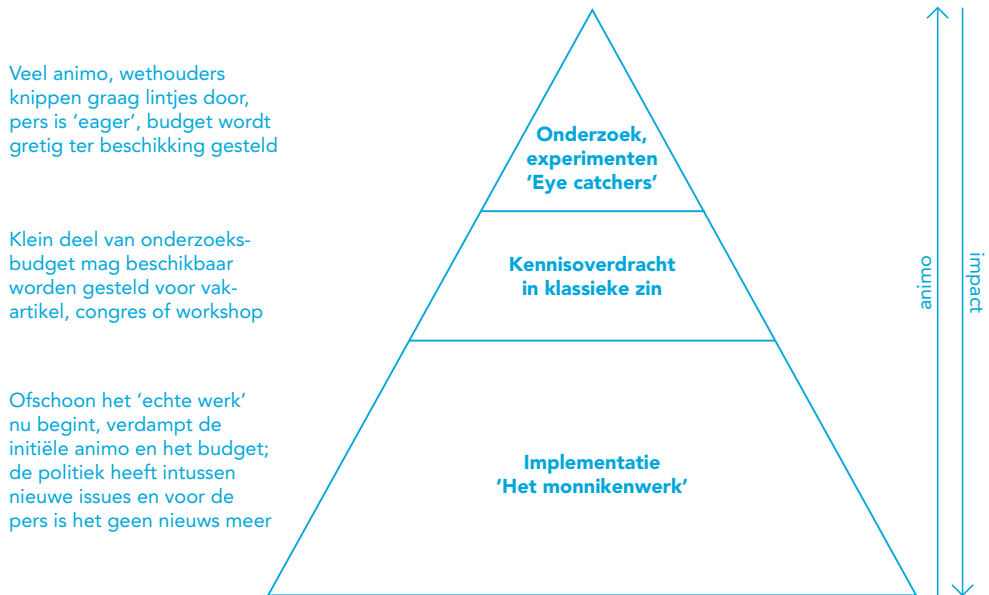 Veel animo, wethouders
knippen graag lintjes door,
pers is ‘eager’, budget wordt
gretig ter beschikking gesteld
Onderzoek,
experimenten
‘Eye catchers’
Klein deel van onderzoeks-
budget mag beschikbaar
worden gesteld voor vak-
artikel, congres of workshop
Kennisoverdracht
in klassieke zin
Ofschoon het ‘echte werk’
nu begint, verdampt de
initiële animo en het budget;
de politiek heeft intussen
nieuwe issues en voor de
pers is het geen nieuws meer
Implementatie
‘Het monnikenwerk’
animo
impact